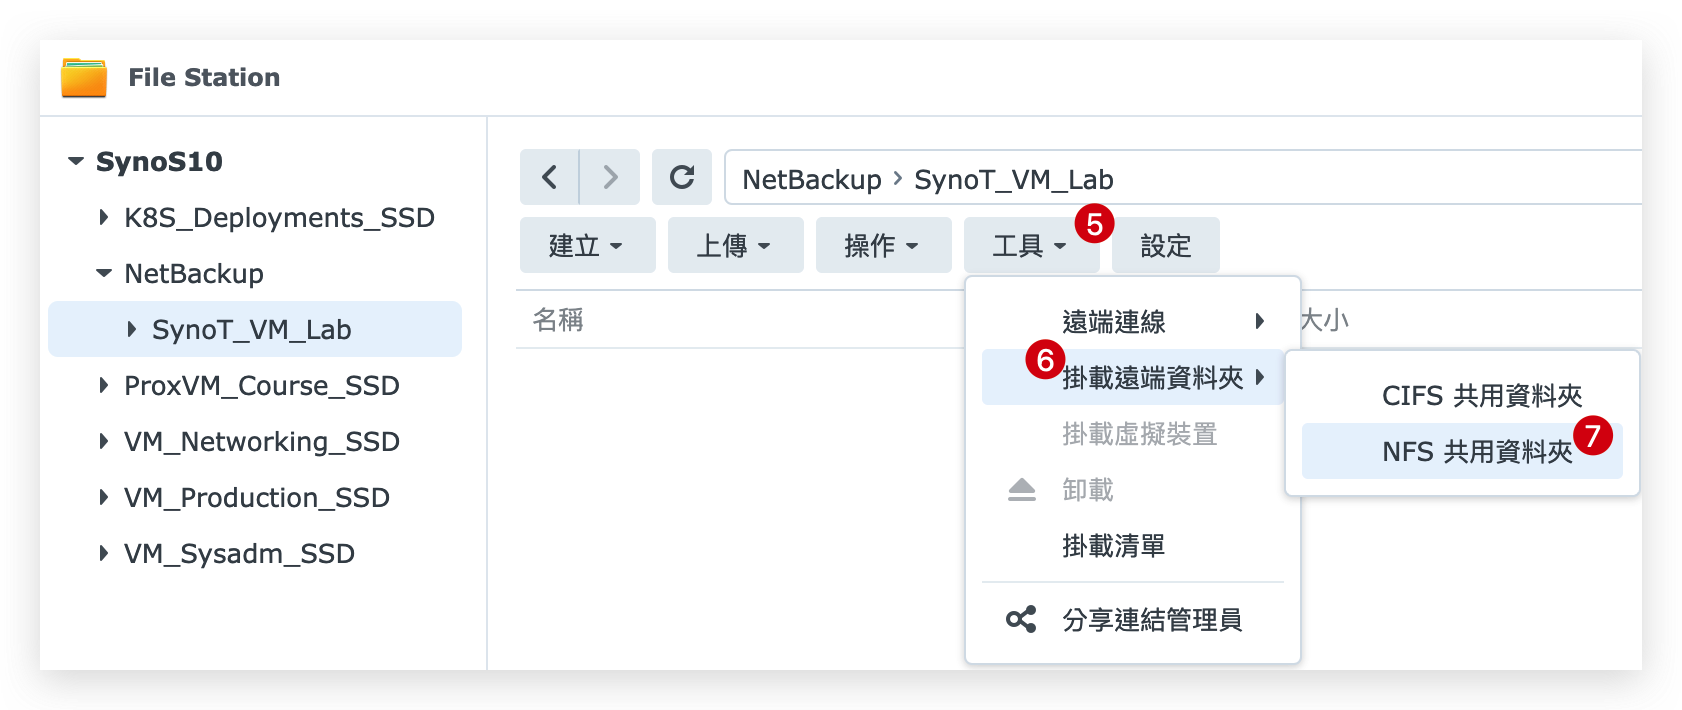 File Station
SynoS10
K8S_Deployments_SSD
NetBackup
SynoT_VM_Lab
ProxVM_Course_SSD
VM_Networking_SSD
VM_Production_SSD
VM_Sysadm_SSD
NetBackup › SynoT_VM_Lab
建立 上傳 操作 工具 5 設定
名稱 大小
遠端連線
6 掛載遠端資料夾
掛載虛擬裝置
卸載
掛載清單
分享連結管理員
CIFS 共用資料夾
NFS 共用資料夾 7